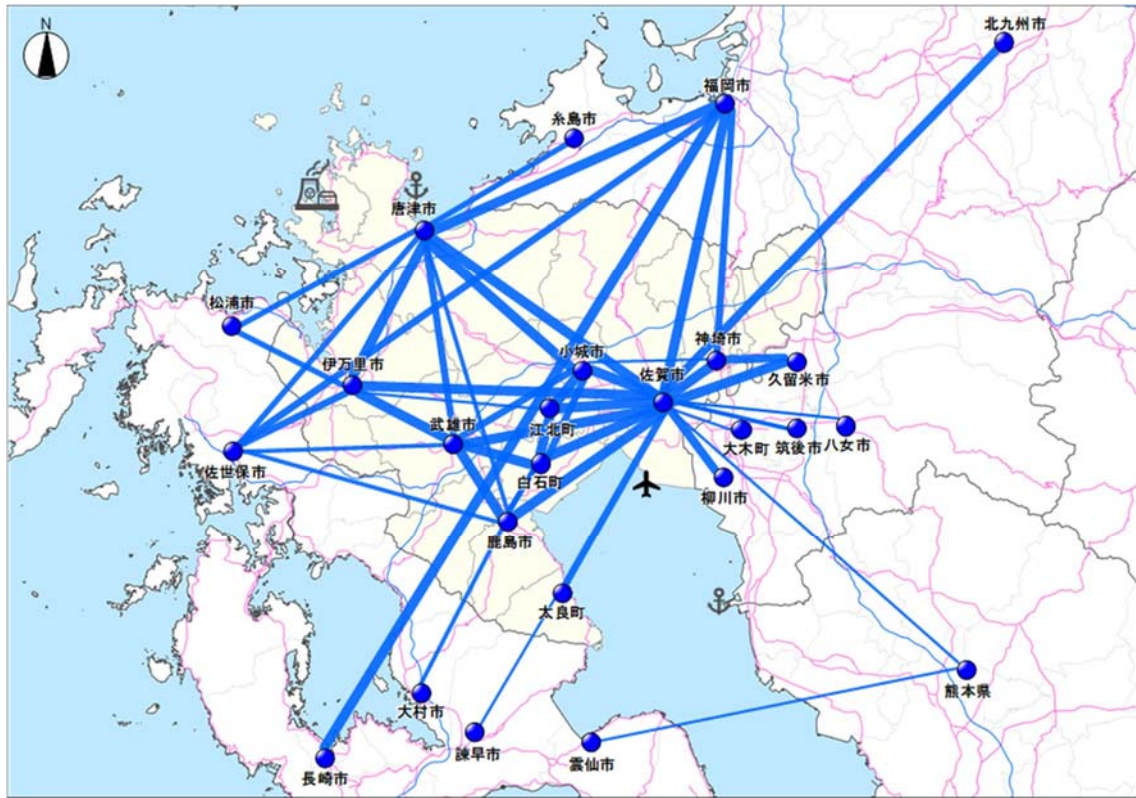 N
北九州市
福岡市
糸島市
唐津市
松浦市
伊万里市
小城市
佐賀市
神埼市
久留米市
武雄市
江北町
大木町
筑後市
八女市
佐世保市
白石町
柳川市
鹿島市
太良町
大村市
熊本県
諫早市
雲仙市
長崎市